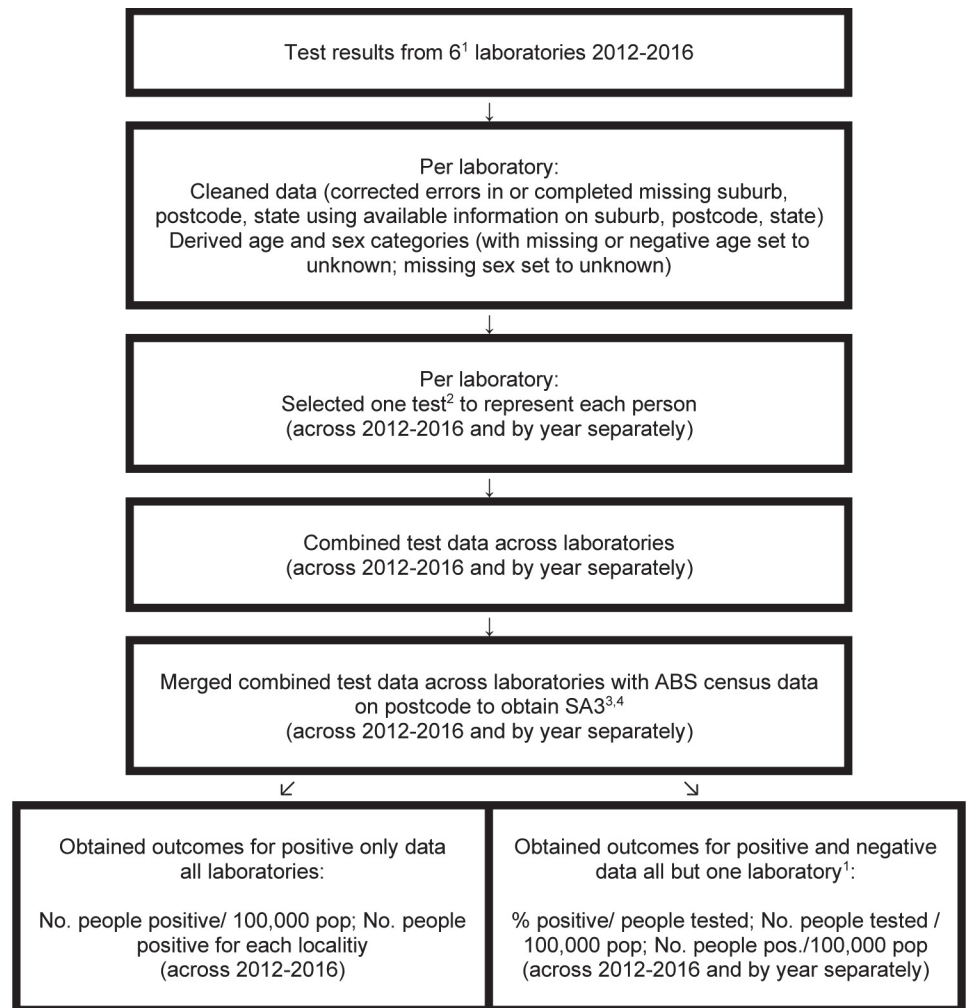 Test results from 6¹ laboratories 2012-2016
↓
Per laboratory:
Cleaned data (corrected errors in or completed missing suburb,
postcode, state using available information on suburb, postcode, state)
Derived age and sex categories (with missing or negative age set to
unknown; missing sex set to unknown)
↓
Per laboratory:
Selected one test² to represent each person
(across 2012-2016 and by year separately)
↓
Combined test data across laboratories
(across 2012-2016 and by year separately)
↓
Merged combined test data across laboratories with ABS census data
on postcode to obtain SA3³,⁴
(across 2012-2016 and by year separately)
↙ ↘
Obtained outcomes for positive only data
all laboratories:
No. people positive/ 100,000 pop; No. people
positive for each localitiy
(across 2012-2016)
Obtained outcomes for positive and negative
data all but one laboratory¹:
% positive/ people tested; No. people tested /
100,000 pop; No. people pos./100,000 pop
(across 2012-2016 and by year separately)